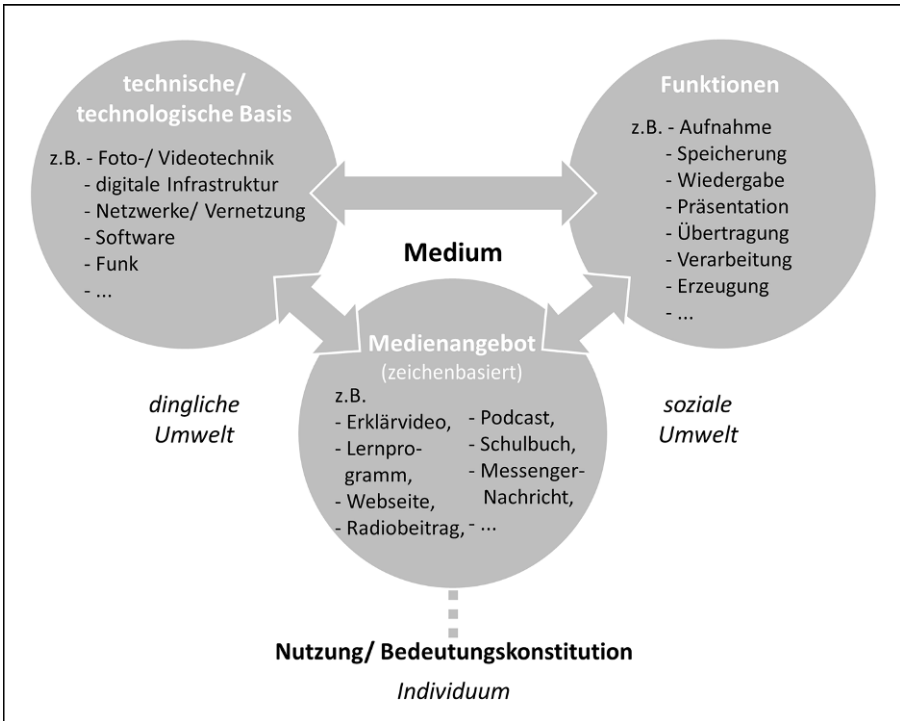 technische/
technologische Basis
z.B. - Foto-/ Videotechnik
- digitale Infrastruktur
- Netzwerke/ Vernetzung
- Software
- Funk
- ...
Funktionen
z.B. - Aufnahme
- Speicherung
- Wiedergabe
- Präsentation
- Übertragung
- Verarbeitung
- Erzeugung
- ...
Medium
Medienangebot
(zeichenbasiert)
z.B.
- Erklärvideo,
- Lernpro-
gramm,
- Webseite,
- Radiobeitrag,
- Podcast,
- Schulbuch,
- Messenger-
Nachricht,
- ...
dingliche
Umwelt
soziale
Umwelt
Nutzung/ Bedeutungskonstitution
Individuum